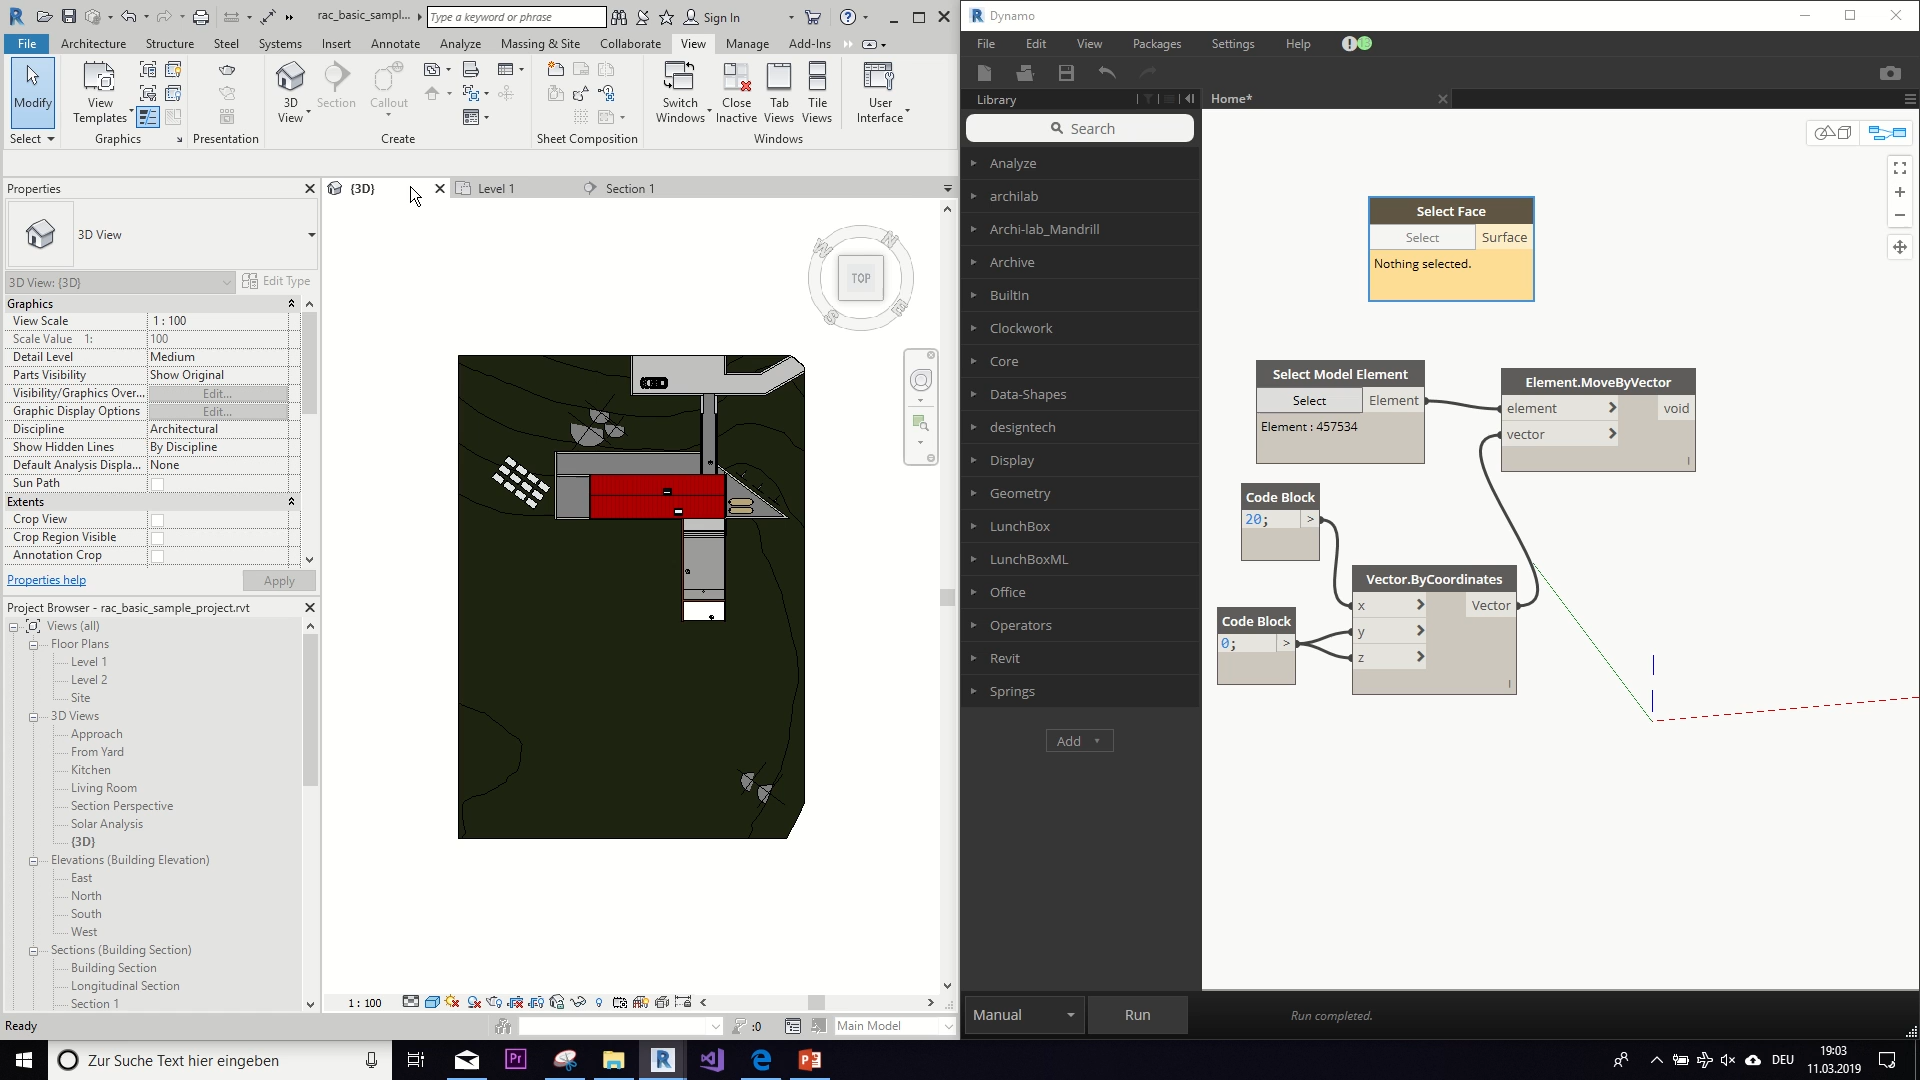 rac_basic_sampl...
Type a keyword or phrase
Sign In
File
Architecture
Structure
Steel
Systems
Insert
Annotate
Analyze
Massing & Site
Collaborate
View
Manage
Add-Ins
Modify
View
Templates
3D
View
Section
Callout
Switch
Windows
Close
Inactive
Tab
Views
Tile
Views
User
Interface
Select
Graphics
Presentation
Create
Sheet Composition
Windows
Properties
3D View
3D View: {3D}
Edit Type
Graphics
View Scale
1 : 100
Scale Value 1:
100
Detail Level
Medium
Parts Visibility
Show Original
Visibility/Graphics Over...
Edit...
Graphic Display Options
Edit...
Discipline
Architectural
Show Hidden Lines
By Discipline
Default Analysis Displa...
None
Sun Path
Extents
Crop View
Crop Region Visible
Annotation Crop
Properties help
Apply
Project Browser - rac_basic_sample_project.rvt
Views (all)
Floor Plans
Level 1
Level 2
Site
3D Views
Approach
From Yard
Kitchen
Living Room
Section Perspective
Solar Analysis
{3D}
Elevations (Building Elevation)
East
North
South
West
Sections (Building Section)
Building Section
Longitudinal Section
Section 1
{3D}
Level 1
Section 1
TOP
N
E
S
W
1 : 100
Ready
:0
Main Model
Dynamo
File
Edit
View
Packages
Settings
Help
Library
Home*
Search
Analyze
archilab
Archi-lab_Mandrill
Archive
BuiltIn
Clockwork
Core
Data-Shapes
designtech
Display
Geometry
LunchBox
LunchBoxML
Office
Operators
Revit
Springs
Add
Select Face
Select
Surface
Nothing selected.
Select Model Element
Select
Element
Element : 457534
Element.MoveByVector
element
>
void
vector
>
Code Block
20;
>
Code Block
0;
>
Vector.ByCoordinates
x
>
Vector
y
>
z
>
Manual
Run
Run completed.
Zur Suche Text hier eingeben
Pr
DEU
19:03
11.03.2019